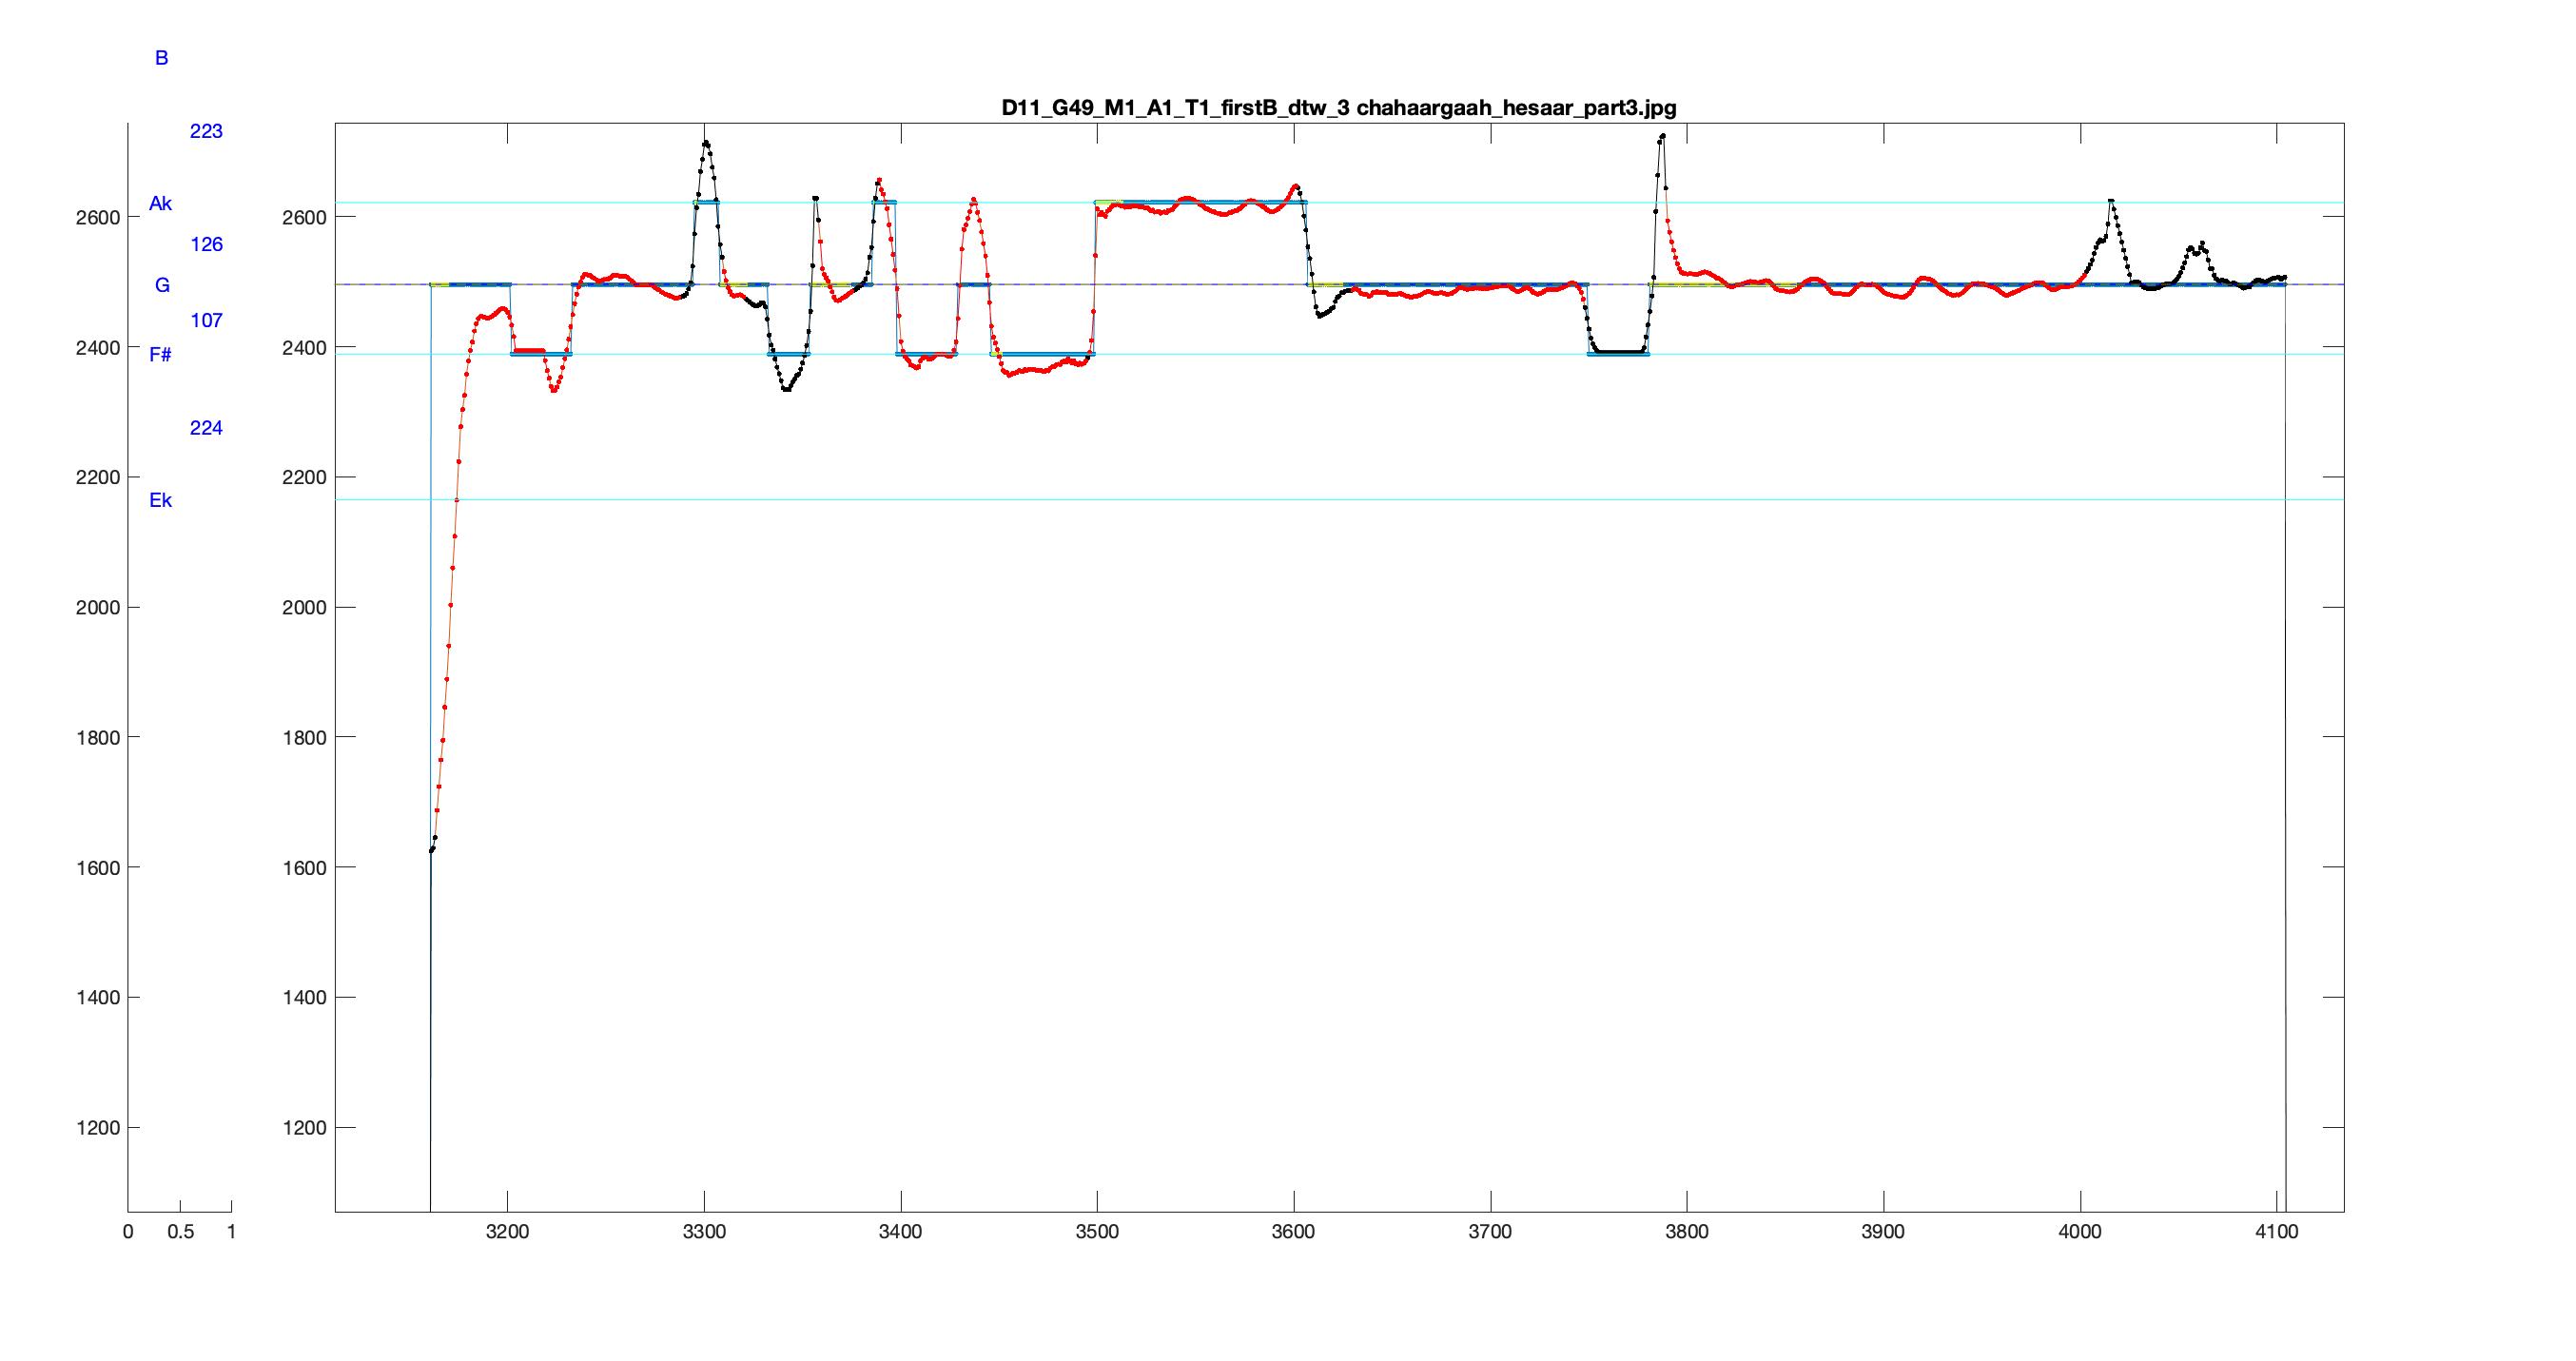 B
D11_G49_M1_A1_T1_firstB_dtw_3 chahaargaah_hesaar_part3.jpg
223
Ak
2600 2600
126
G
107
2400 F# 2400
224
2200 2200
Ek
2000 2000
1800 1800
1600 1600
1400 1400
1200 1200
0 0.5 1 3200 3300 3400 3500 3600 3700 3800 3900 4000 4100